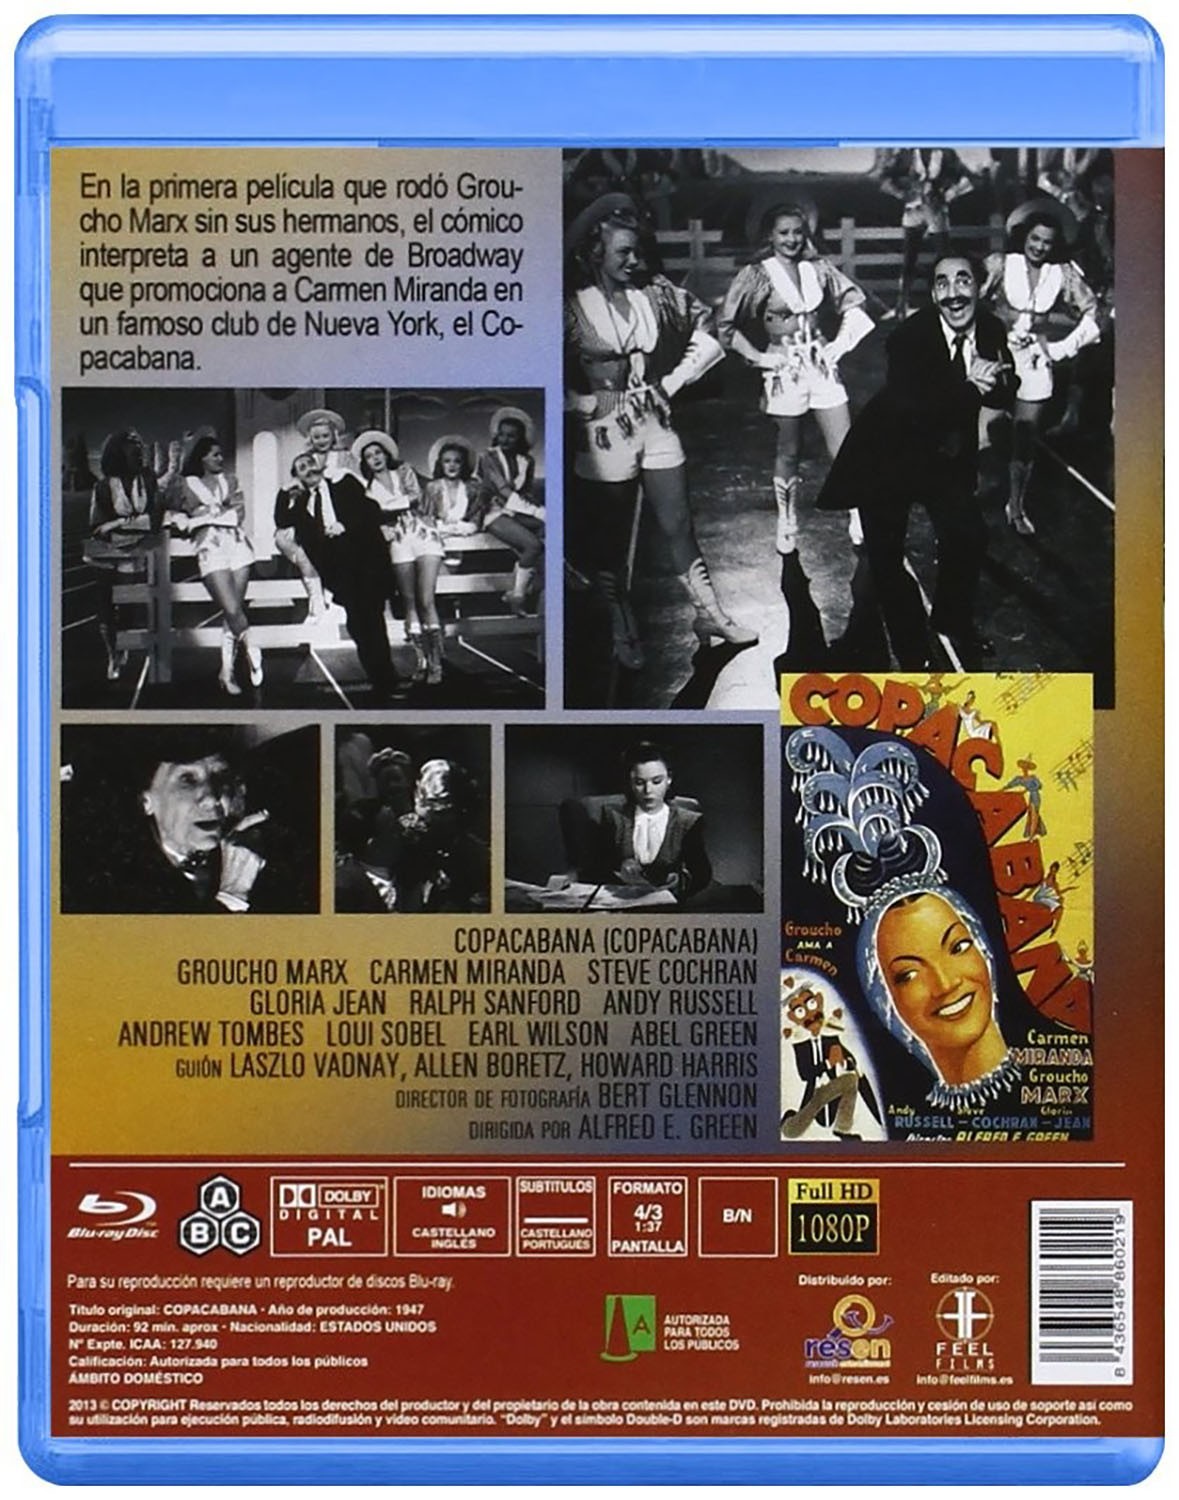 En la primera película que rodó Grou-
cho Marx sin sus hermanos, el cómico
interpreta a un agente de Broadway
que promociona a Carmen Miranda en
un famoso club de Nueva York, el Co-
pacabana.
COPACABANA (COPACABANA)
GROUCHO MARX CARMEN MIRANDA STEVE COCHRAN
GLORIA JEAN RALPH SANFORD ANDY RUSSELL
ANDREW TOMBES LOUI SOBEL EARL WILSON ABEL GREEN
GUIÓN LASZLO VADNAY, ALLEN BORETZ, HOWARD HARRIS
DIRECTOR DE FOTOGRAFÍA BERT GLENNON
DIRIGIDA POR ALFRED E. GREEN
COPACABANA
Groucho
AMA A
Carmen
Carmen
MIRANDA
Groucho
MARX
Andy Steve Gloria
RUSSELL - COCHRAN - JEAN
Director ALFRED E. GREEN
Blu-ray Disc
A
B C
DOLBY
DIGITAL
PAL
IDIOMAS
CASTELLANO
INGLÉS
SUBTITULOS
CASTELLANO
PORTUGUES
FORMATO
4/3
1:37
PANTALLA
B/N
Full HD
1080P
Para su reproducción requiere un reproductor de discos Blu-ray.
Título original: COPACABANA · Año de producción: 1947
Duración: 92 min. aprox · Nacionalidad: ESTADOS UNIDOS
Nº Expte. ICAA: 127.940
Calificación: Autorizada para todos los públicos
ÁMBITO DOMÉSTICO
A
AUTORIZADA
PARA TODOS
LOS PUBLICOS
Distribuido por:
resen
info@resen.es
Editado por:
FEEL
FILMS
info@feelfilms.es
8 436548 860219
2013 © COPYRIGHT Reservados todos los derechos del productor y del propietario de la obra contenida en este DVD. Prohibida la reproducción y cesión de uso de soporte así como
su utilización para ejecución pública, radiodifusión y video comunitario. "Dolby" y el símbolo Double-D son marcas registradas de Dolby Laboratories Licensing Corporation.